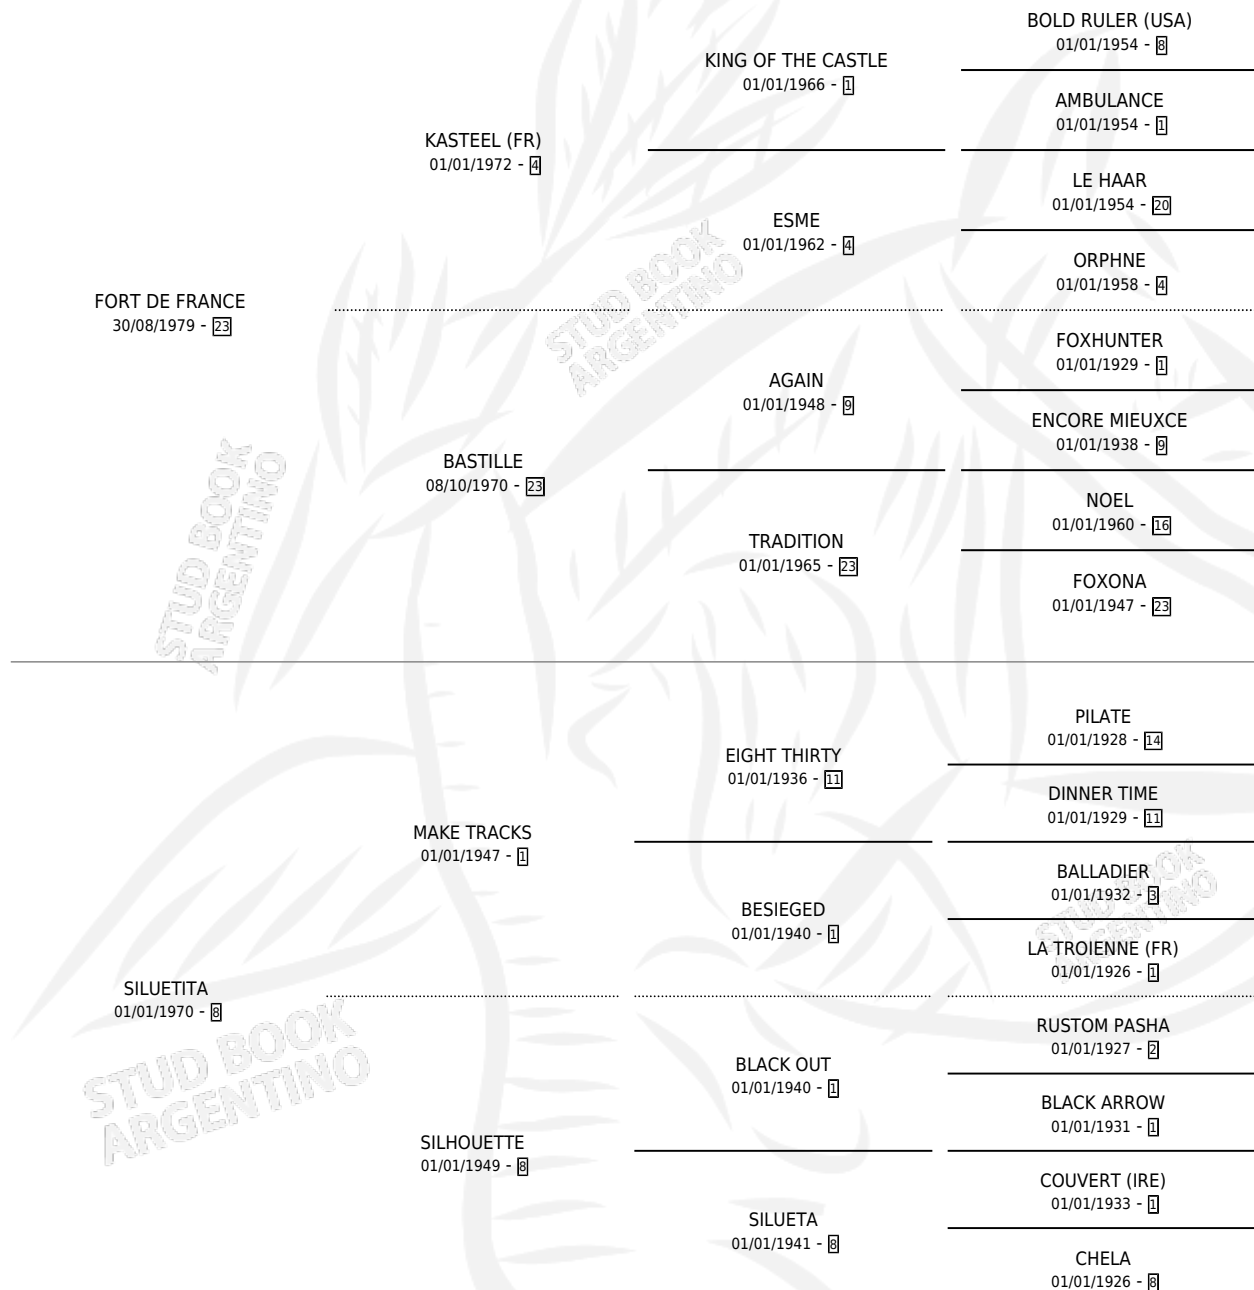 BOLD RULER (USA)
01/01/1954 - 8
KING OF THE CASTLE
01/01/1966 - 1
AMBULANCE
01/01/1954 - 1
KASTEEL (FR)
01/01/1972 - 4
LE HAAR
01/01/1954 - 20
ESME
01/01/1962 - 4
ORPHNE
01/01/1958 - 4
FORT DE FRANCE
30/08/1979 - 23
FOXHUNTER
01/01/1929 - 1
AGAIN
01/01/1948 - 9
ENCORE MIEUXCE
01/01/1938 - 9
BASTILLE
08/10/1970 - 23
NOEL
01/01/1960 - 16
TRADITION
01/01/1965 - 23
FOXONA
01/01/1947 - 23
PILATE
01/01/1928 - 14
EIGHT THIRTY
01/01/1936 - 11
DINNER TIME
01/01/1929 - 11
MAKE TRACKS
01/01/1947 - 1
BALLADIER
01/01/1932 - 3
BESIEGED
01/01/1940 - 1
LA TROIENNE (FR)
01/01/1926 - 1
SILUETITA
01/01/1970 - 8
RUSTOM PASHA
01/01/1927 - 2
BLACK OUT
01/01/1940 - 1
BLACK ARROW
01/01/1931 - 1
SILHOUETTE
01/01/1949 - 8
COUVERT (IRE)
01/01/1933 - 1
SILUETA
01/01/1941 - 8
CHELA
01/01/1926 - 8
STUD BOOK
ARGENTINO
STUD BOOK
ARGENTINO
STUD BOOK
ARGENTINO
STUD BOOK
ARGENTINO